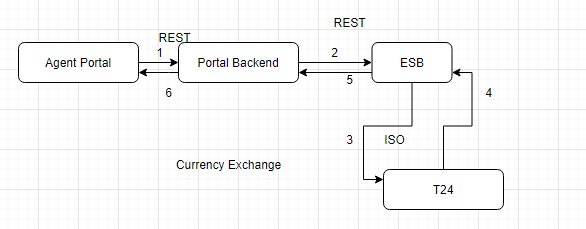 REST
REST
1
2
Agent Portal
Portal Backend
ESB
6
5
4
3
ISO
Currency Exchange
T24